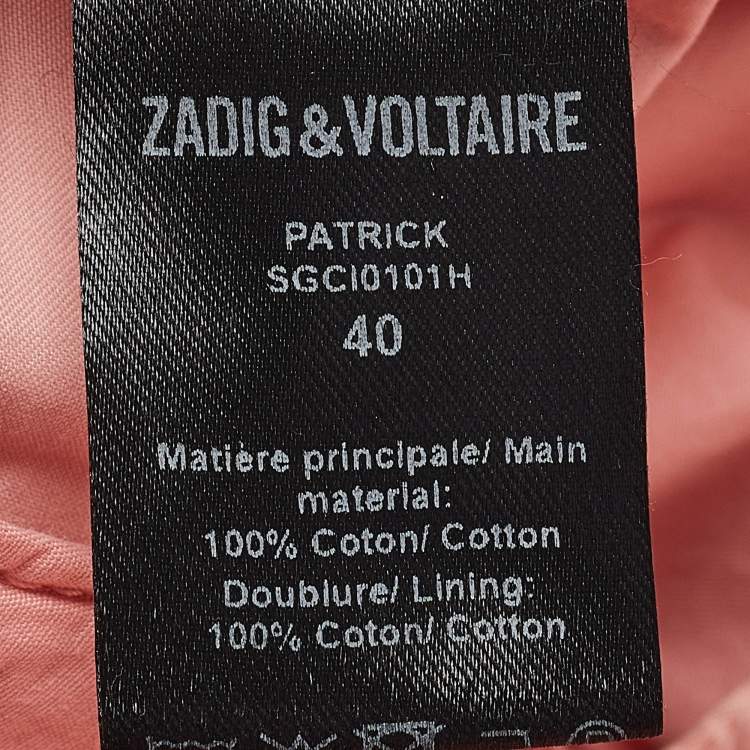 ZADIG & VOLTAIRE
PATRICK
SGCI0101H
40
Matière principale/ Main
material:
100% Coton/ Cotton
Doublure/ Lining:
100% Coton/ Cotton